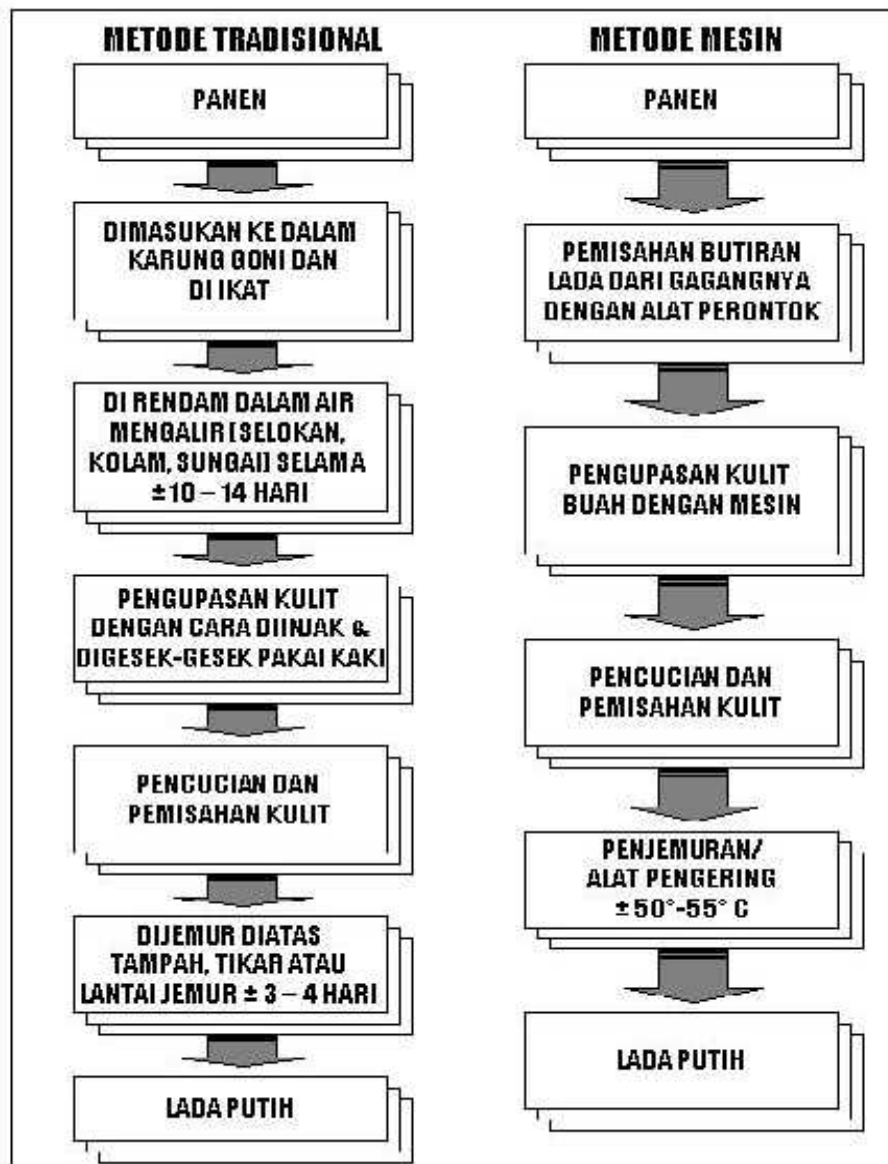 METODE TRADISIONAL
PANEN
DIMASUKAN KE DALAM
KARUNG GONI DAN
DI IKAT
DI RENDAM DALAM AIR
MENGALIR [SELOKAN,
KOLAM, SUNGAI] SELAMA
±10 – 14 HARI
PENGUPASAN KULIT
DENGAN CARA DIINJAK &
DIGESEK-GESEK PAKAI KAKI
PENCUCIAN DAN
PEMISAHAN KULIT
DIJEMUR DIATAS
TAMPAH, TIKAR ATAU
LANTAI JEMUR ± 3 – 4 HARI
LADA PUTIH
METODE MESIN
PANEN
PEMISAHAN BUTIRAN
LADA DARI GAGANGNYA
DENGAN ALAT PERONTOK
PENGUPASAN KULIT
BUAH DENGAN MESIN
PENCUCIAN DAN
PEMISAHAN KULIT
PENJEMURAN/
ALAT PENGERING
±50°-55° C
LADA PUTIH